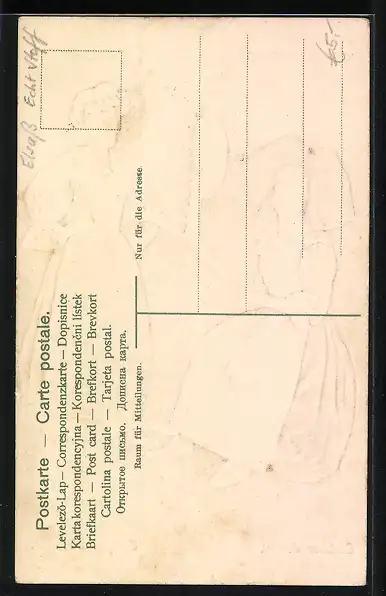 Postkarte — Carte postale.
Levelező-Lap — Correspondenzkarte — Dopisnice
Karta korespondencyjna — Korespondenční lístek
Briefkaart — Post card — Brefkort — Brevkort
Cartolina postale — Tarjeta postal.
Открытое письмо. Дописна карта.
Raum für Mitteilungen.
Nur für die Adresse
Elsaß Echt Stoff